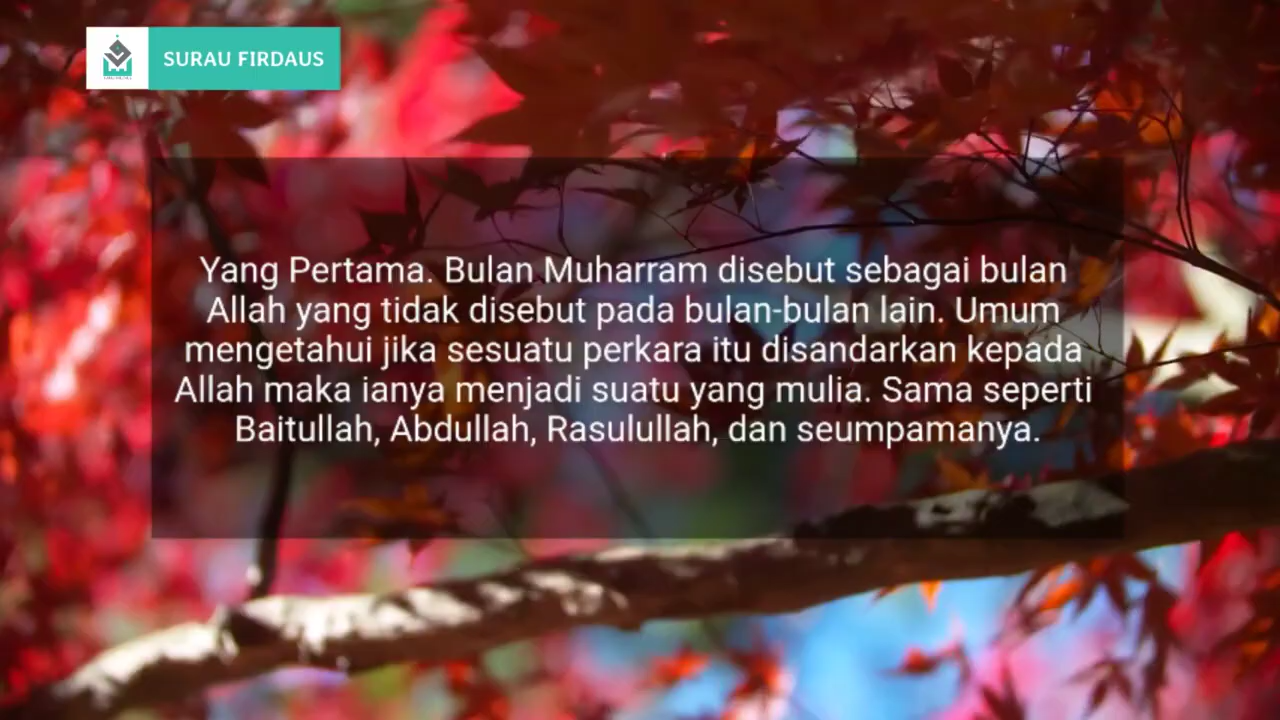 SURAU FIRDAUS
Yang Pertama. Bulan Muharram disebut sebagai bulan
Allah yang tidak disebut pada bulan-bulan lain. Umum
mengetahui jika sesuatu perkara itu disandarkan kepada
Allah maka ianya menjadi suatu yang mulia. Sama seperti
Baitullah, Abdullah, Rasulullah, dan seumpamanya.